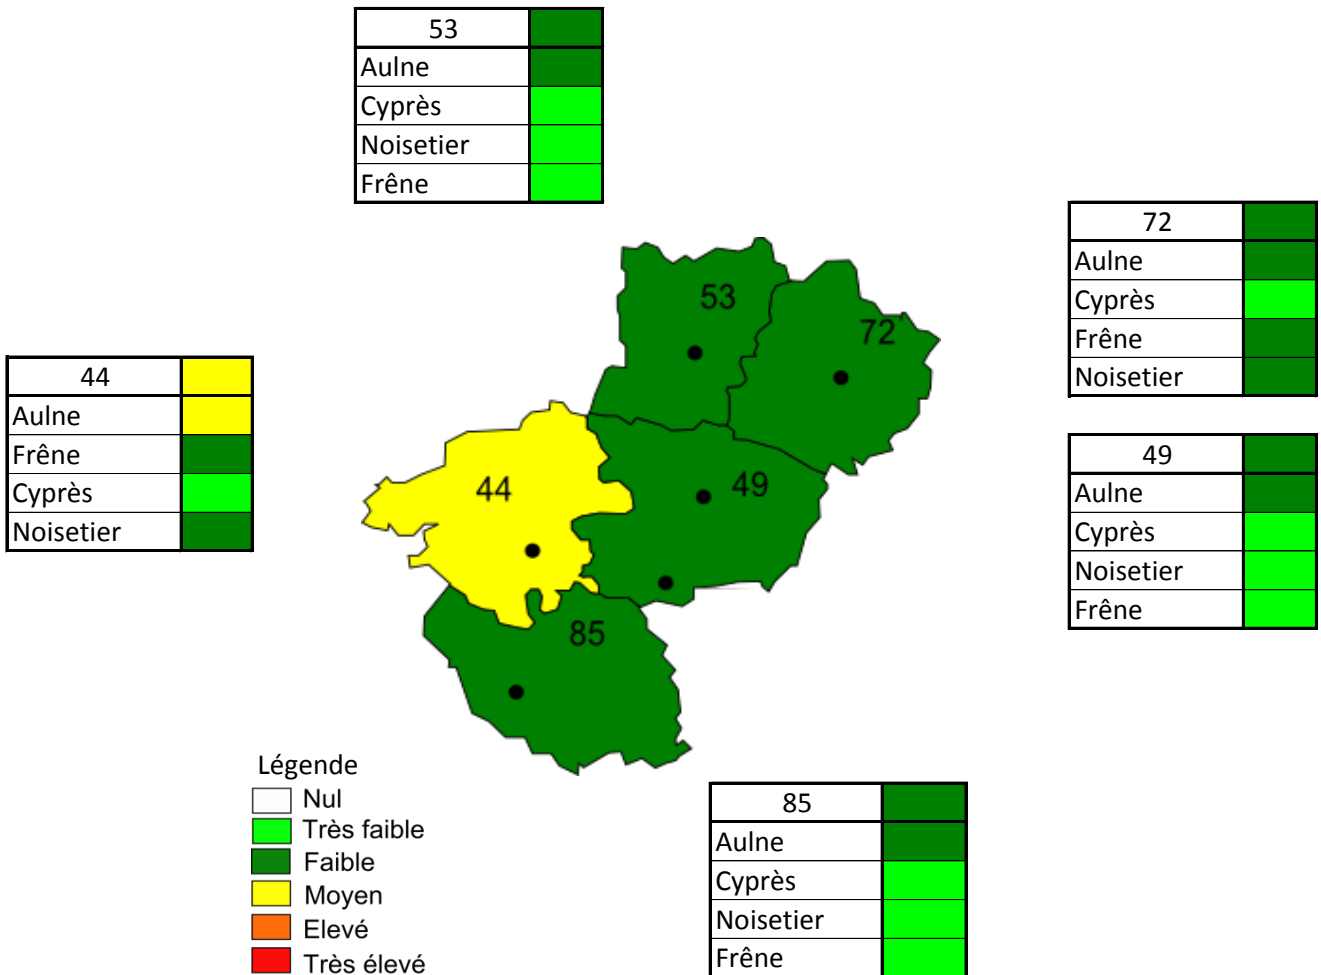 53
Aulne
Cyprès
Noisetier
Frêne
72
Aulne
Cyprès
Frêne
Noisetier
53
72
44
Aulne
Frêne
Cyprès
Noisetier
44
49
49
Aulne
Cyprès
Noisetier
Frêne
85
Légende
Nul
Très faible
Faible
Moyen
Elevé
Très élevé
85
Aulne
Cyprès
Noisetier
Frêne